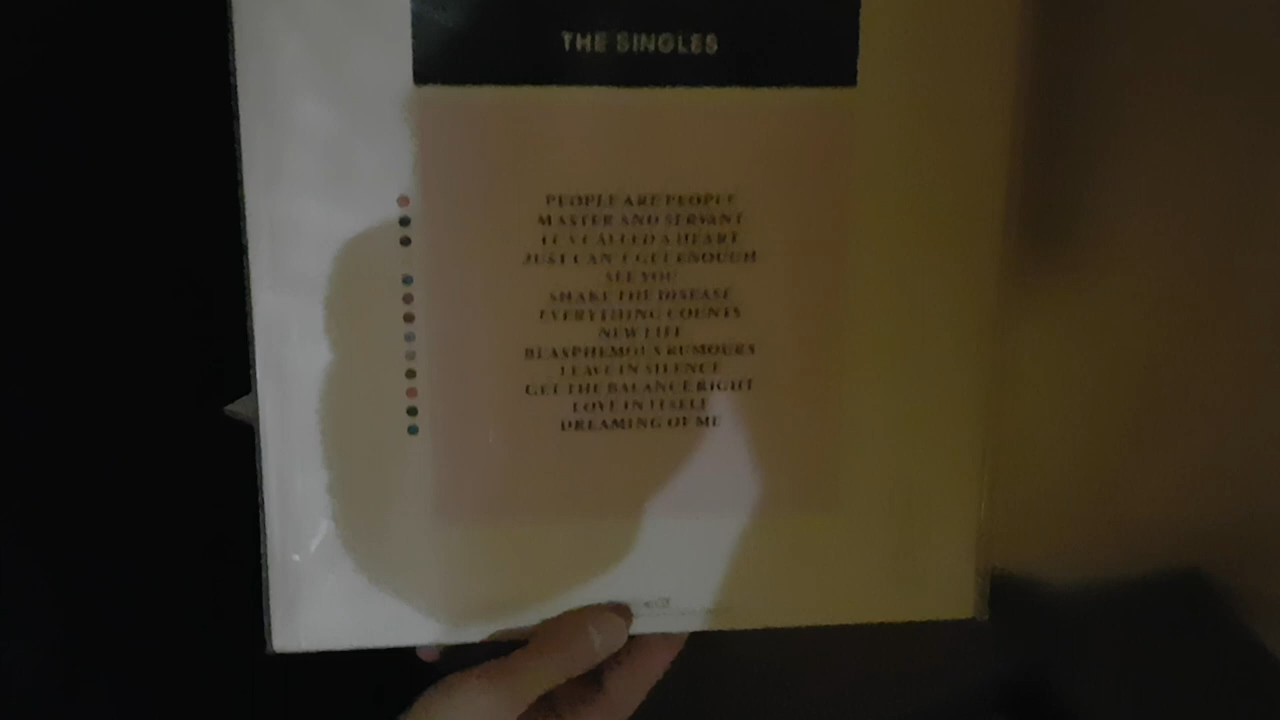 THE SINGLES
PEOPLE ARE PEOPLE
MASTER AND SERVANT
IT'S CALLED A HEART
JUST CAN'T GET ENOUGH
SEE YOU
SHAKE THE DISEASE
EVERYTHING COUNTS
NEW LIFE
BLASPHEMOUS RUMOURS
LEAVE IN SILENCE
GET THE BALANCE RIGHT
LOVE IN ITSELF
DREAMING OF ME